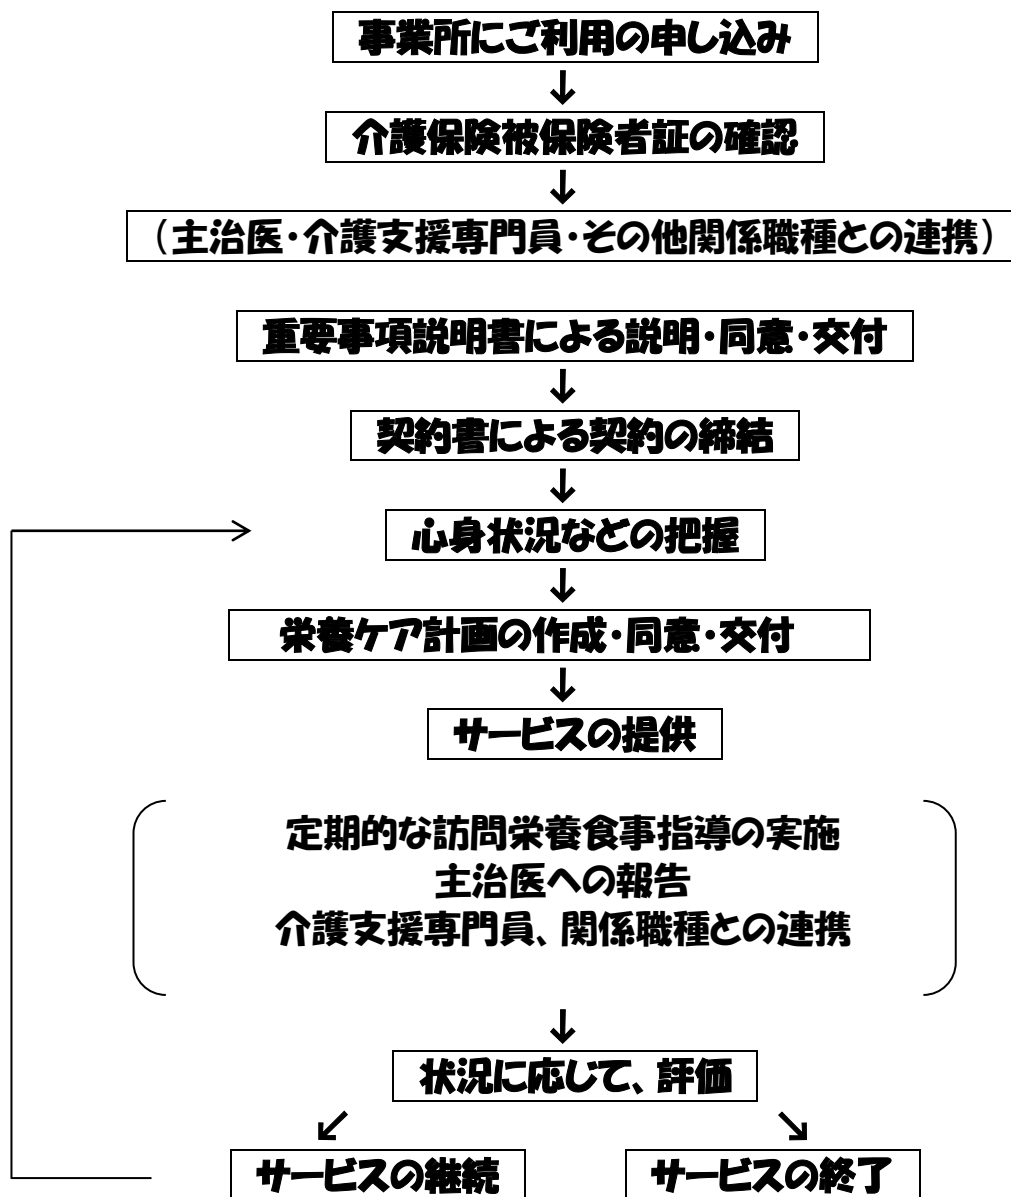 事業所にご利用の申し込み
↓
介護保険被保険者証の確認
↓
（主治医・介護支援専門員・その他関係職種との連携）
重要事項説明書による説明・同意・交付
↓
契約書による契約の締結
↓
心身状況などの把握
↓
栄養ケア計画の作成・同意・交付
↓
サービスの提供
定期的な訪問栄養食事指導の実施
主治医への報告
介護支援専門員、関係職種との連携
↓
状況に応じて、評価
↙ ↘
サービスの継続 サービスの終了